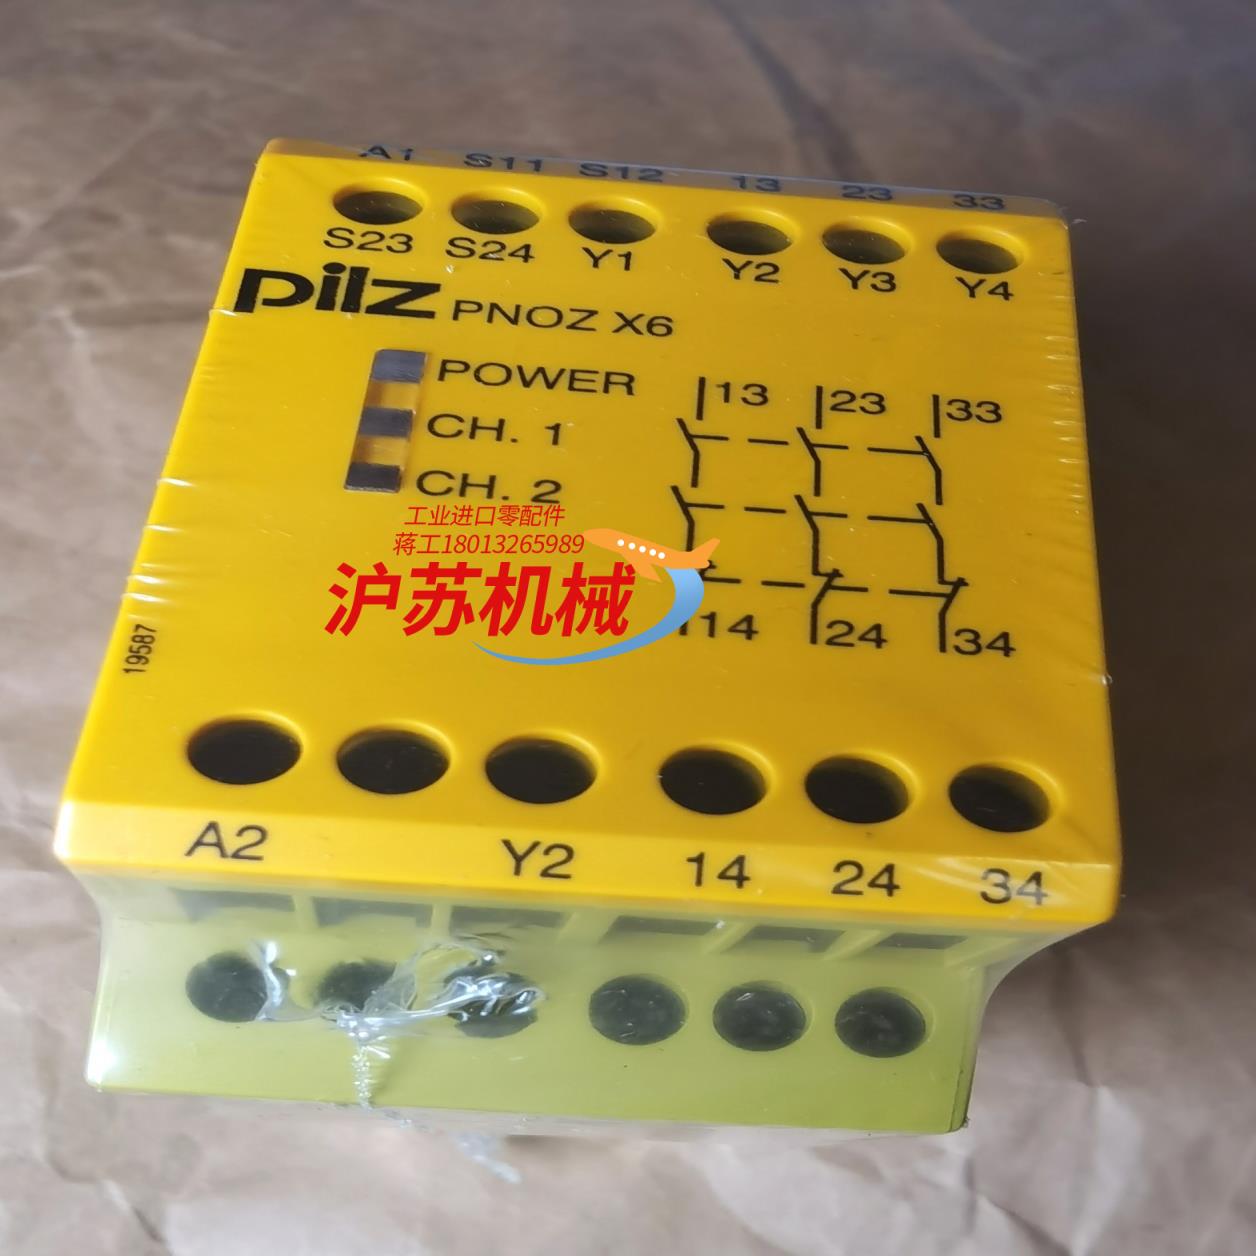 A1 S11 S12 13 23 33
S23 S24 Y1 Y2 Y3 Y4
pilz PNOZ X6
POWER
CH. 1
CH. 2
13 23 33
工业进口零配件
蒋工18013265989
沪苏机械
14 24 34
19587
A2 Y2 14 24 34